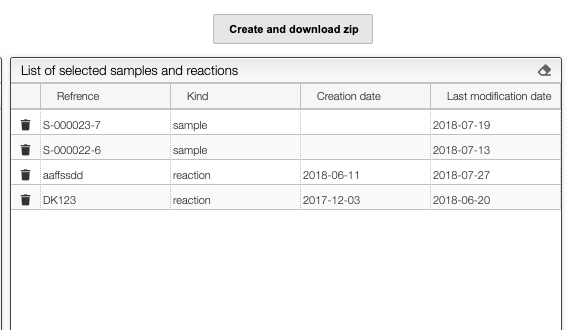 Create and download zip
List of selected samples and reactions
Refrence Kind Creation date Last modification date
S-000023-7 sample 2018-07-19
S-000022-6 sample 2018-07-13
aaffssdd reaction 2018-06-11 2018-07-27
DK123 reaction 2017-12-03 2018-06-20